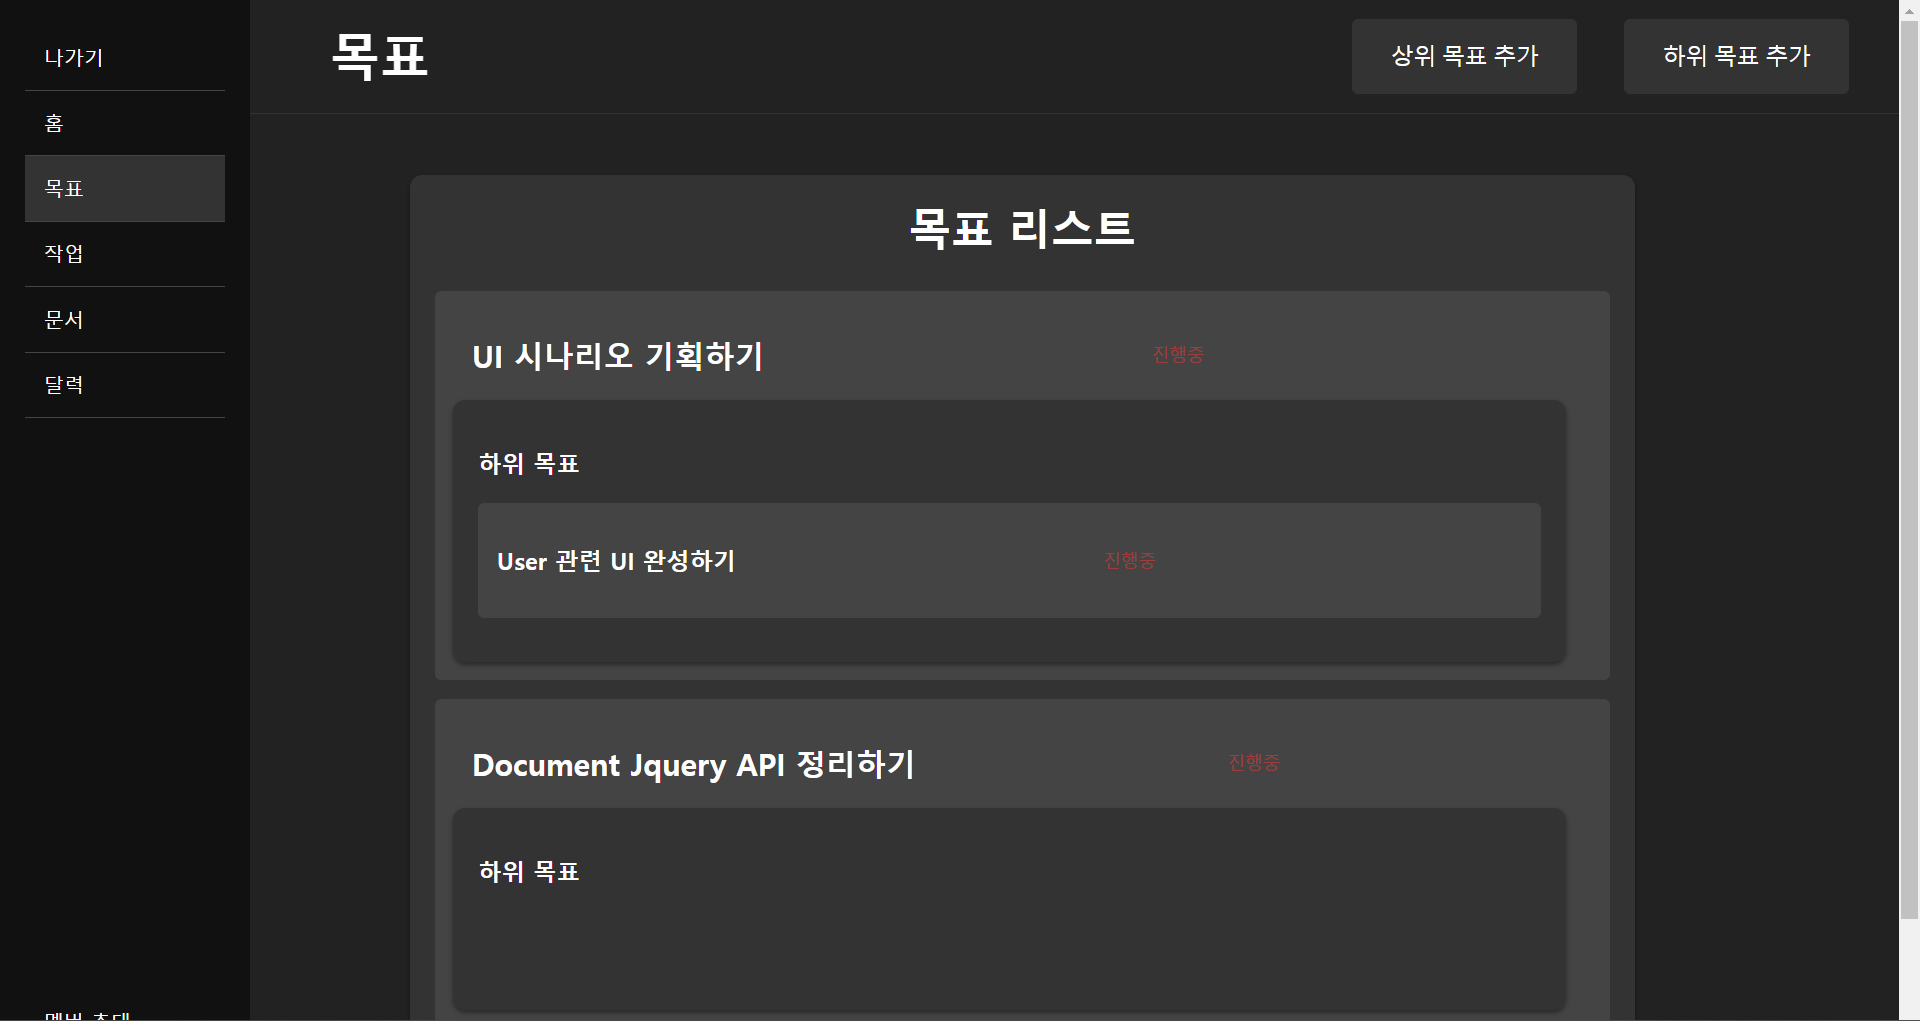 나가기
홈
목표
작업
문서
달력
목표
상위 목표 추가
하위 목표 추가
목표 리스트
UI 시나리오 기획하기
진행중
하위 목표
User 관련 UI 완성하기
진행중
Document Jquery API 정리하기
진행중
하위 목표